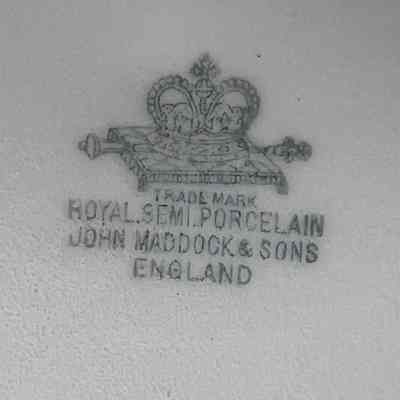 TRADE MARK
ROYAL.SEMI.PORCELAIN
JOHN MADDOCK & SONS
ENGLAND